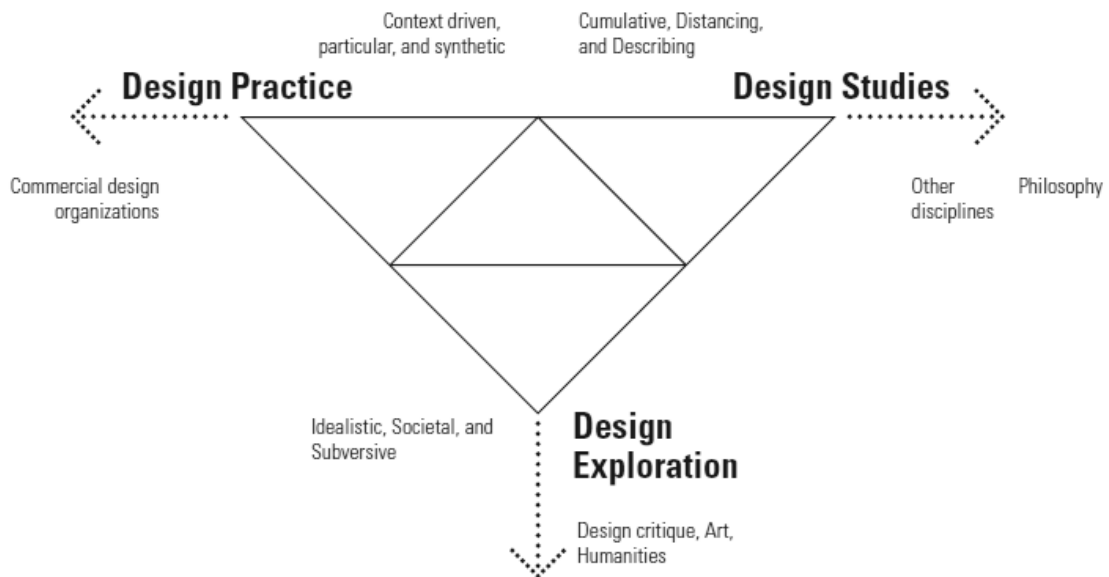 Context driven,
particular, and synthetic
Cumulative, Distancing,
and Describing
Design Practice
Design Studies
Commercial design
organizations
Other
disciplines
Philosophy
Idealistic, Societal, and
Subversive
Design
Exploration
Design critique, Art,
Humanities